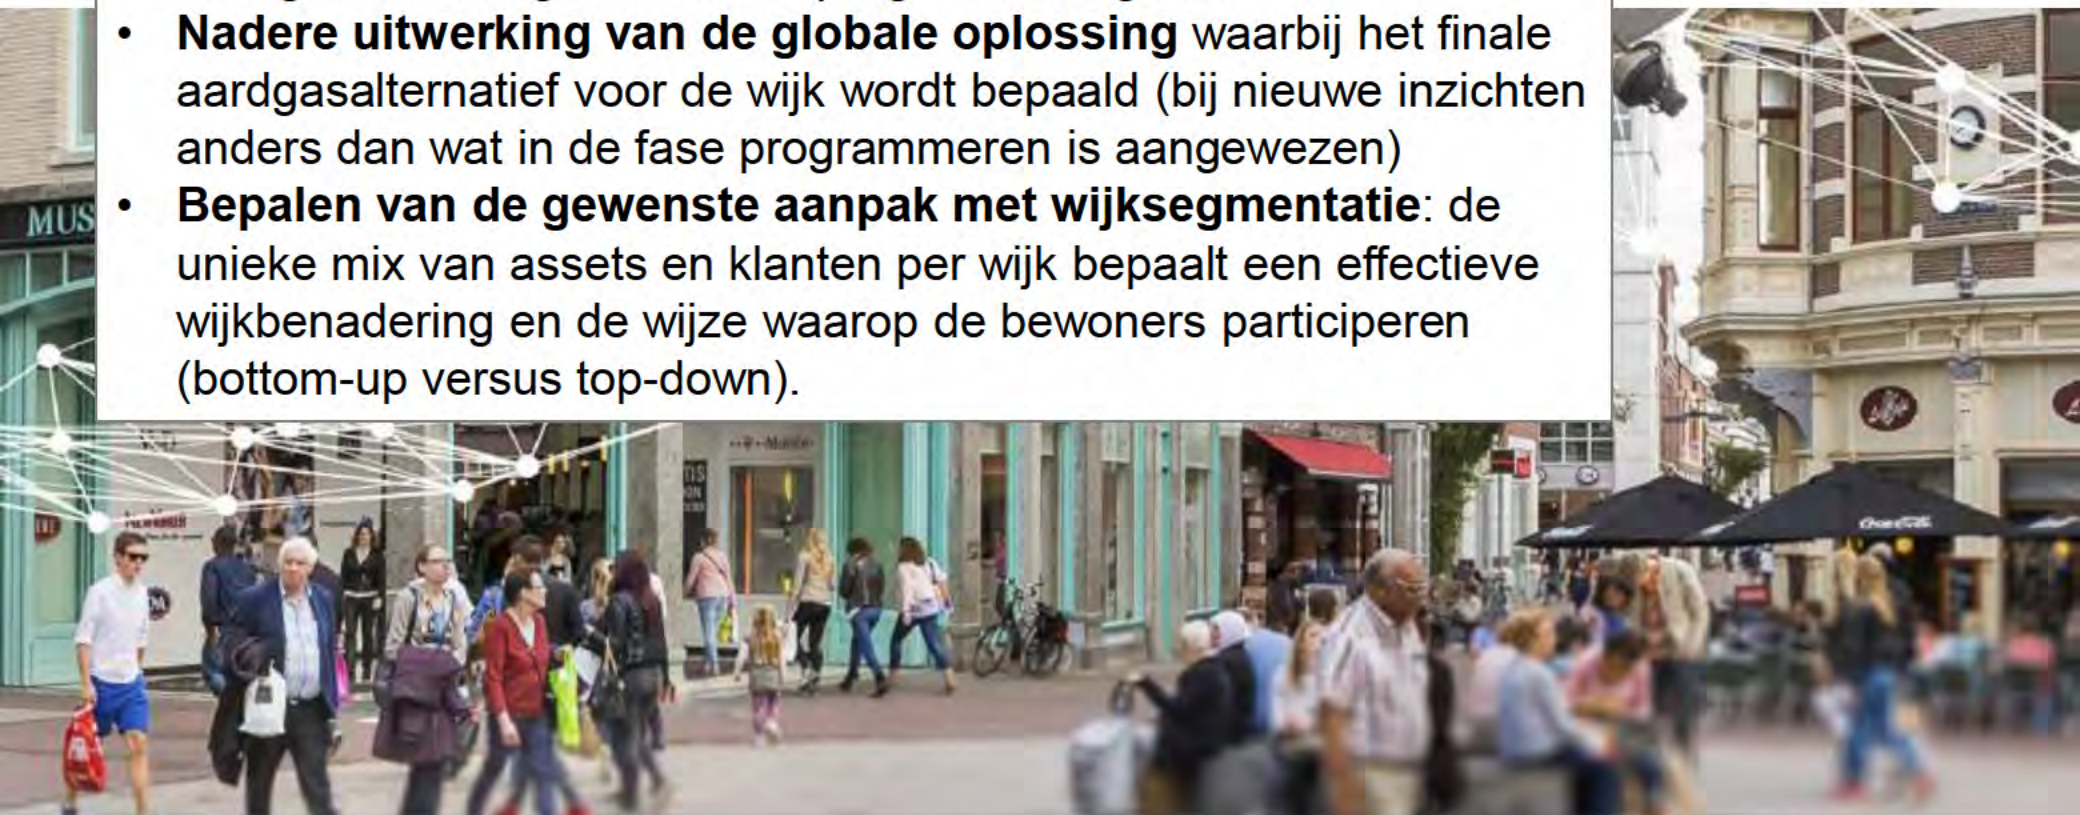 • Nadere uitwerking van de globale oplossing waarbij het finale
aardgasalternatief voor de wijk wordt bepaald (bij nieuwe inzichten
anders dan wat in de fase programmeren is aangewezen)
• Bepalen van de gewenste aanpak met wijksegmentatie: de
unieke mix van assets en klanten per wijk bepaalt een effectieve
wijkbenadering en de wijze waarop de bewoners participeren
(bottom-up versus top-down).
MUS
Coca-Cola